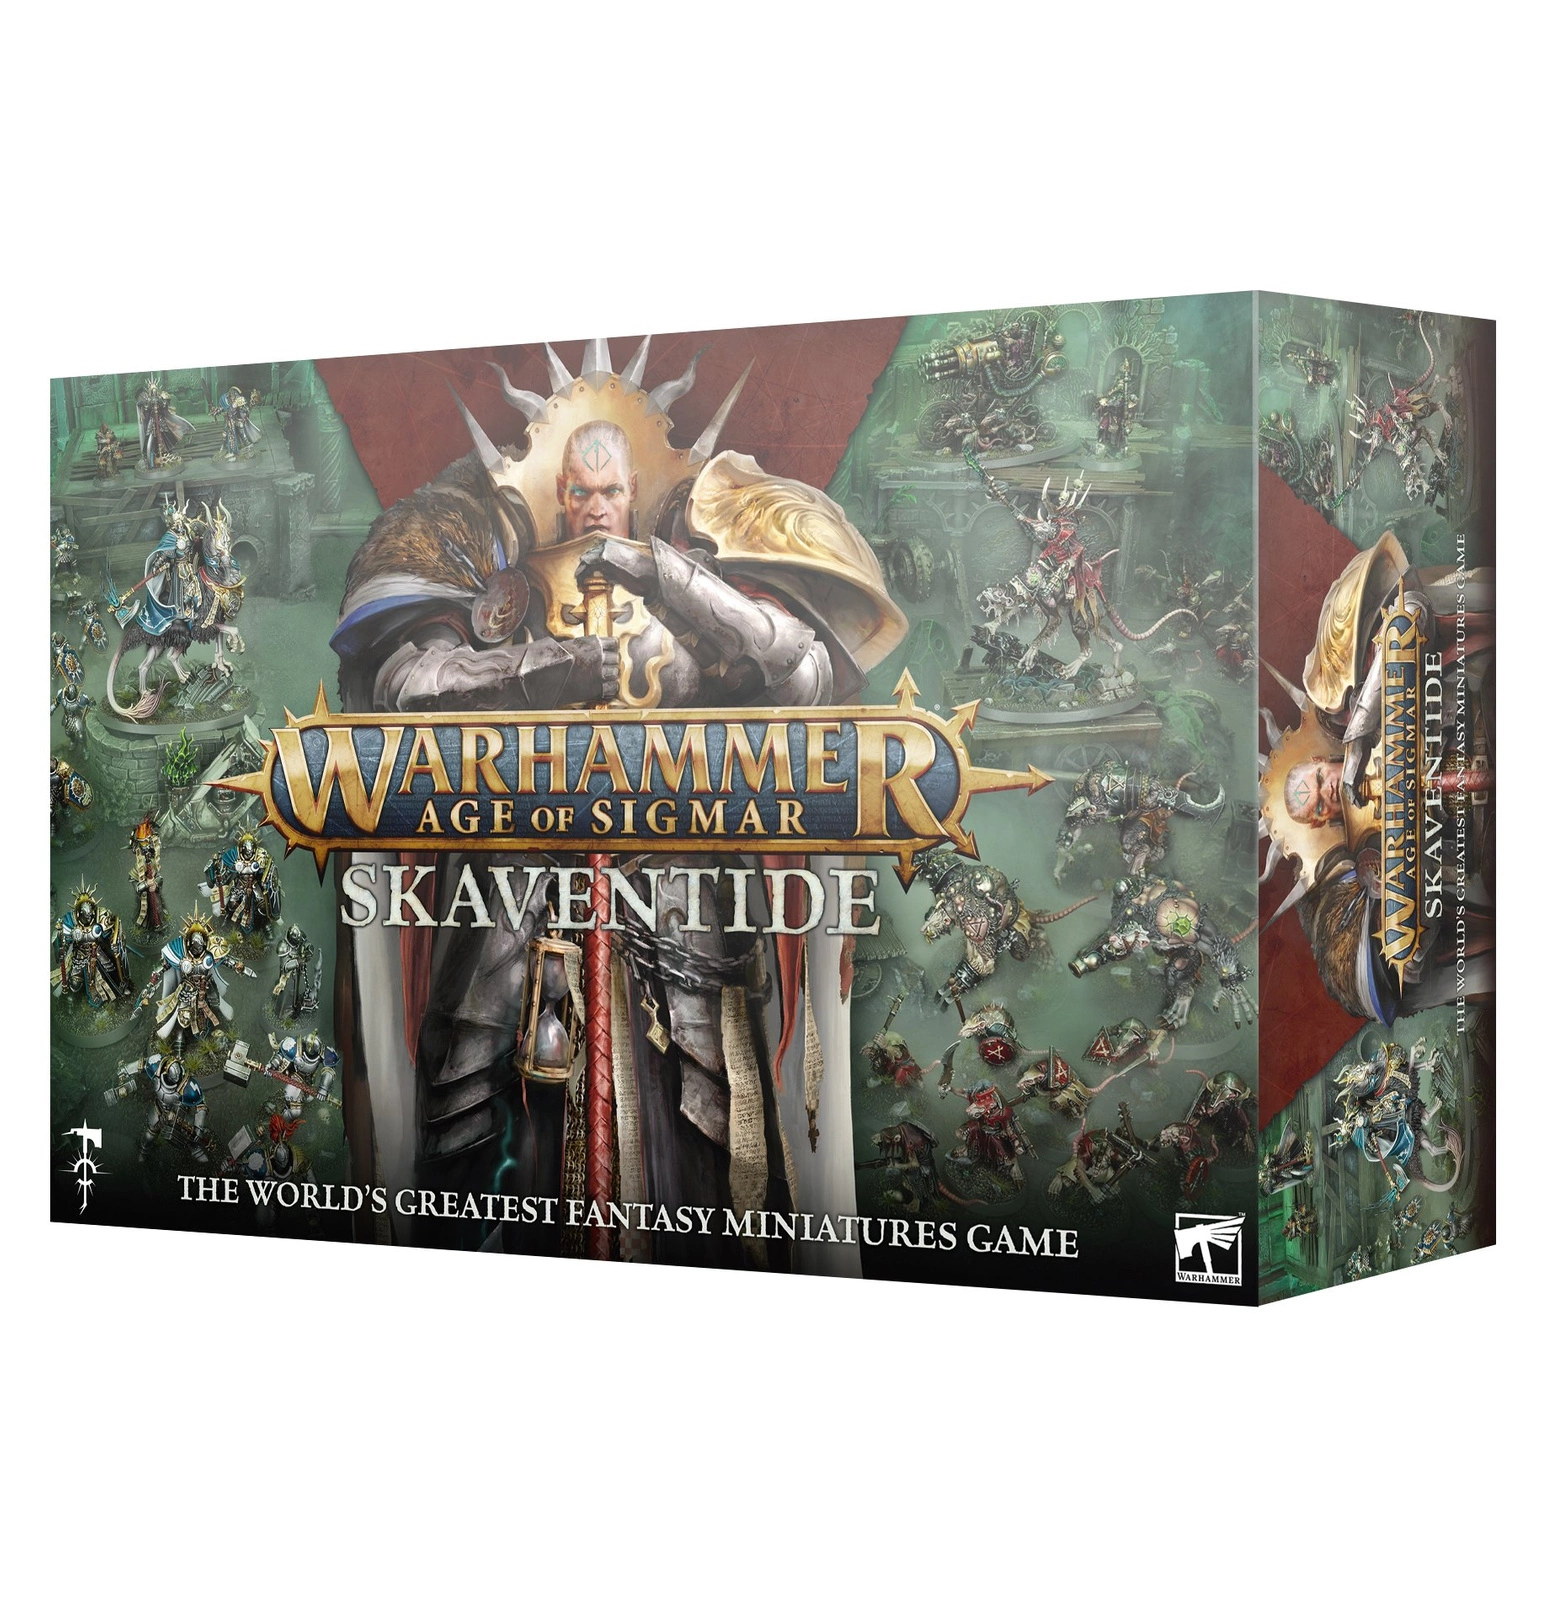 WARHAMMER
AGE OF SIGMAR
SKAVENTIDE
THE WORLD'S GREATEST FANTASY MINIATURES GAME
WARHAMMER
™
WARHAMMER
AGE OF SIGMAR
SKAVENTIDE
THE WORLD'S GREATEST FANTASY MINIATURES GAME